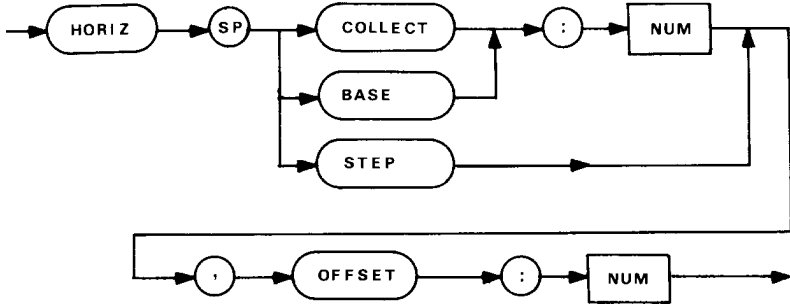 HORIZ SP COLLECT : NUM
BASE
STEP
, OFFSET : NUM